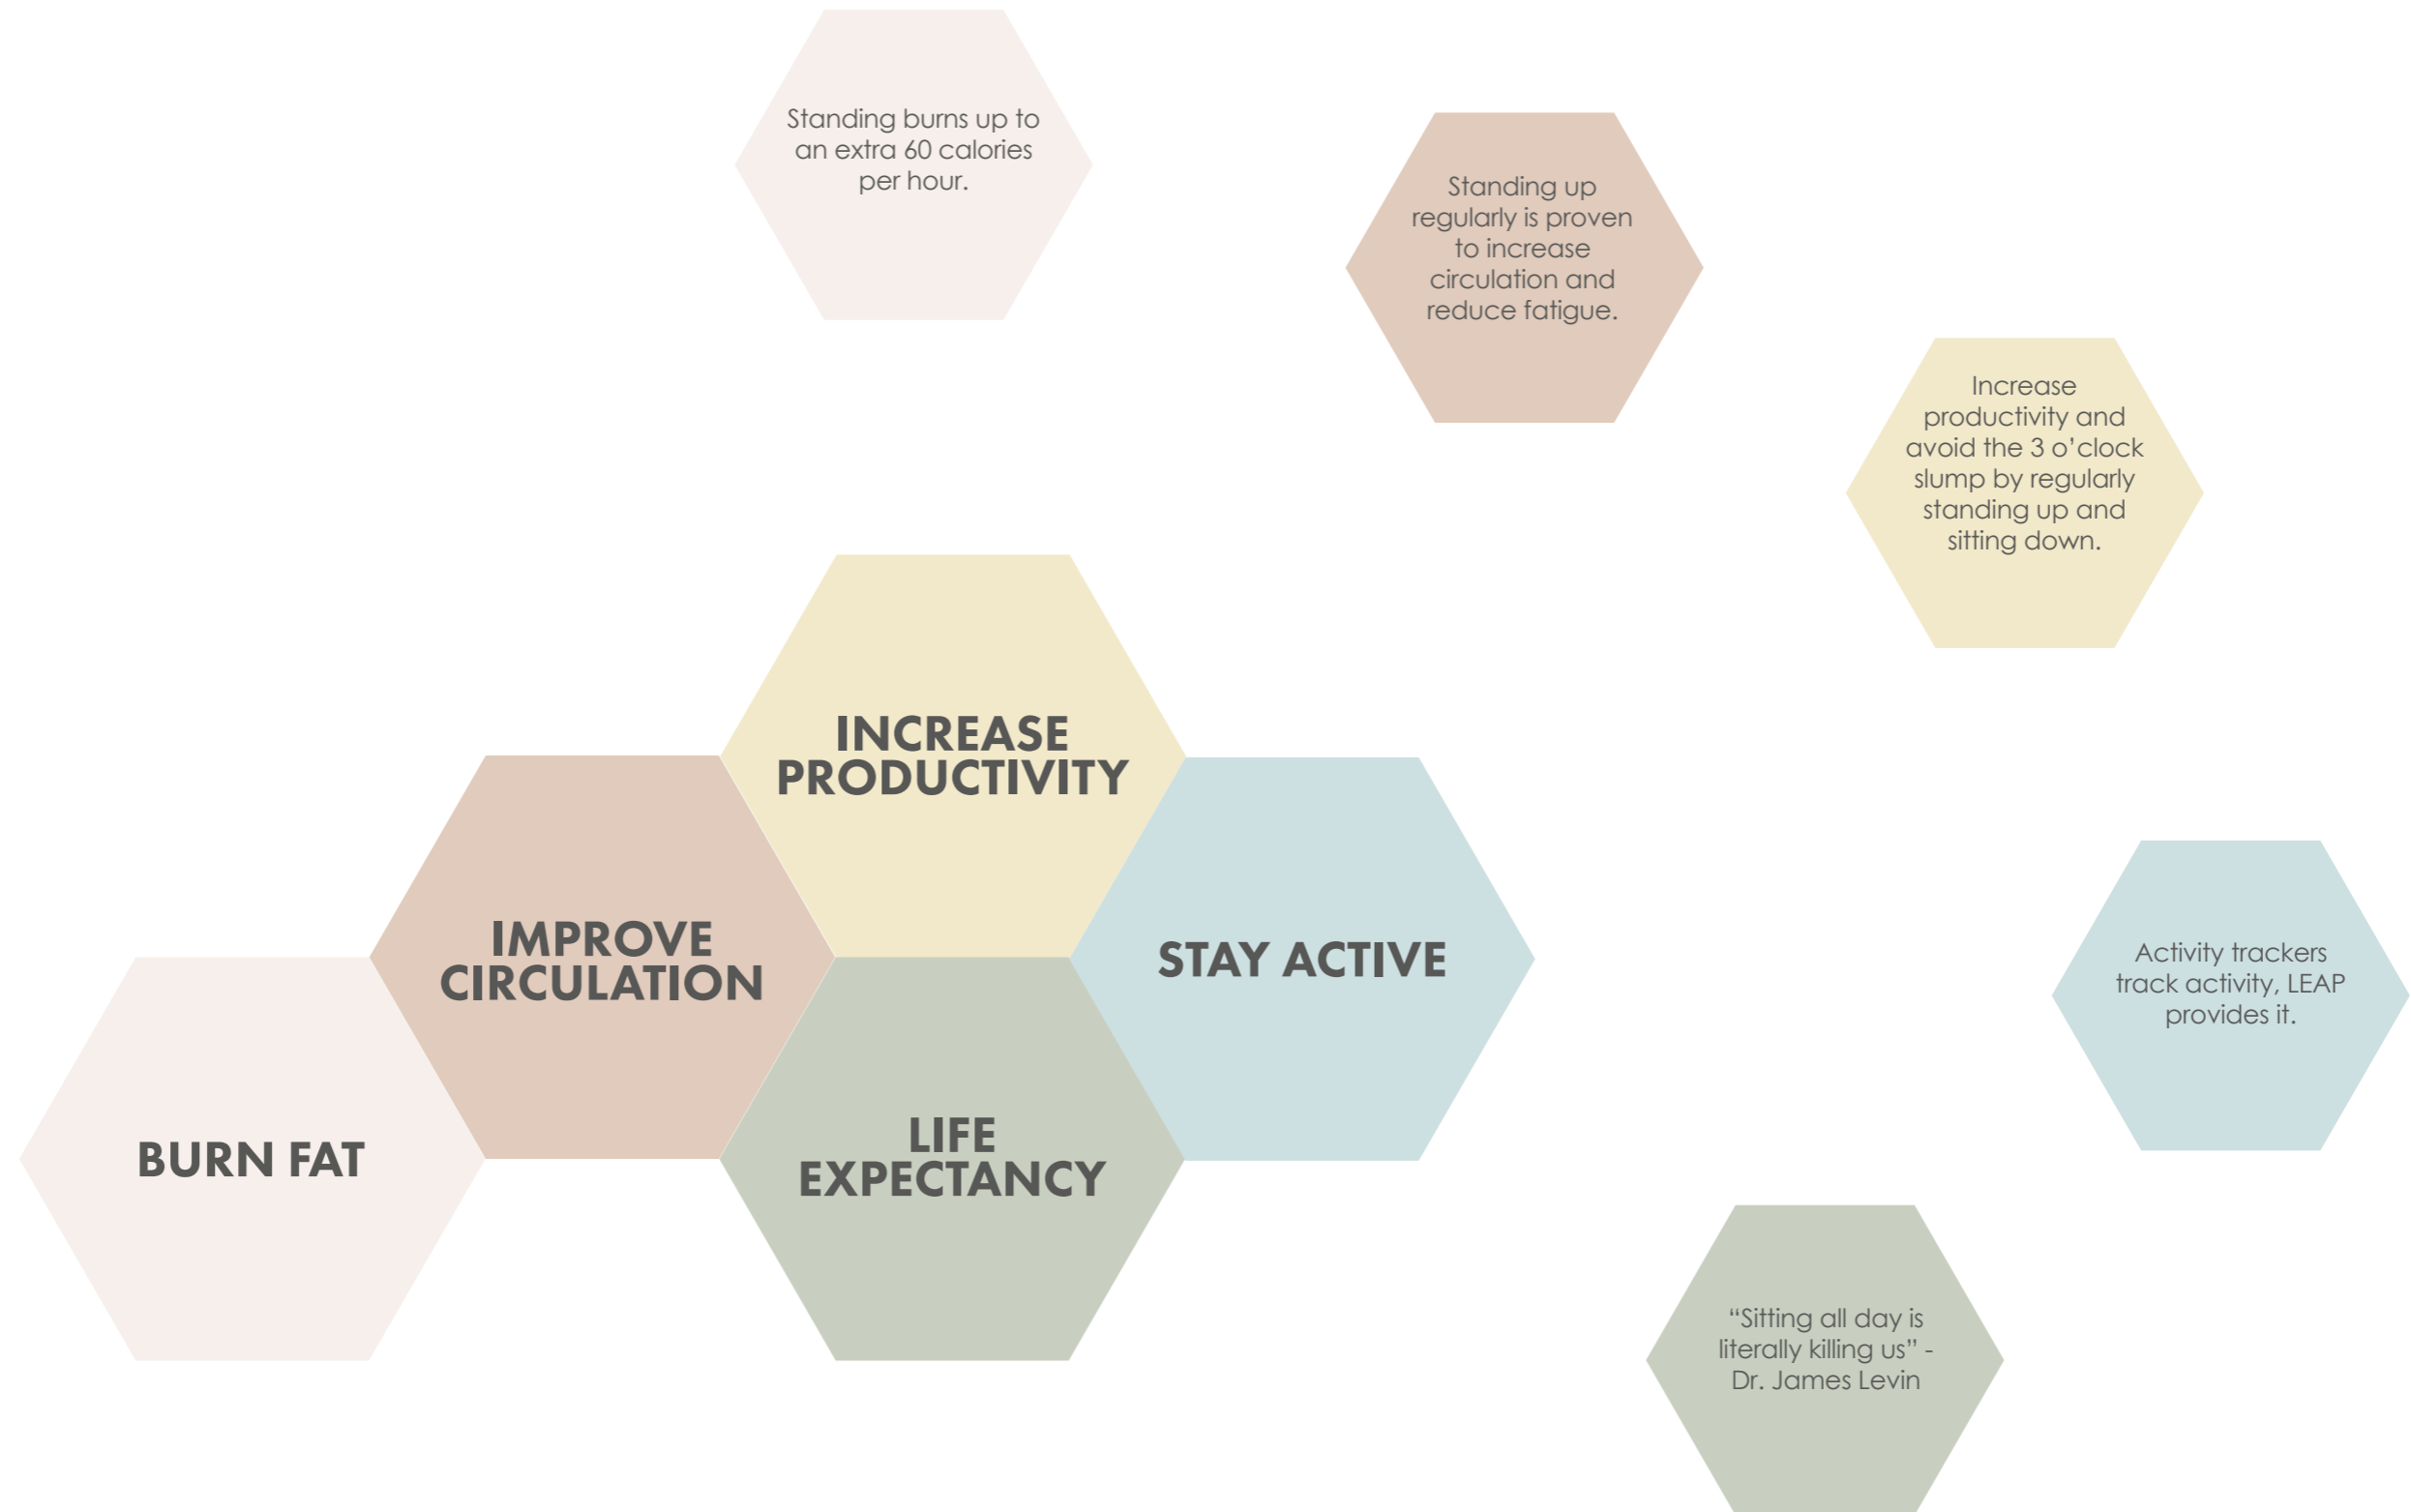 Standing burns up to
an extra 60 calories
per hour.
Standing up
regularly is proven
to increase
circulation and
reduce fatigue.
Increase
productivity and
avoid the 3 o’clock
slump by regularly
standing up and
sitting down.
INCREASE
PRODUCTIVITY
IMPROVE
CIRCULATION
STAY ACTIVE
BURN FAT
LIFE
EXPECTANCY
Activity trackers
track activity, LEAP
provides it.
“Sitting all day is
literally killing us” -
Dr. James Levin